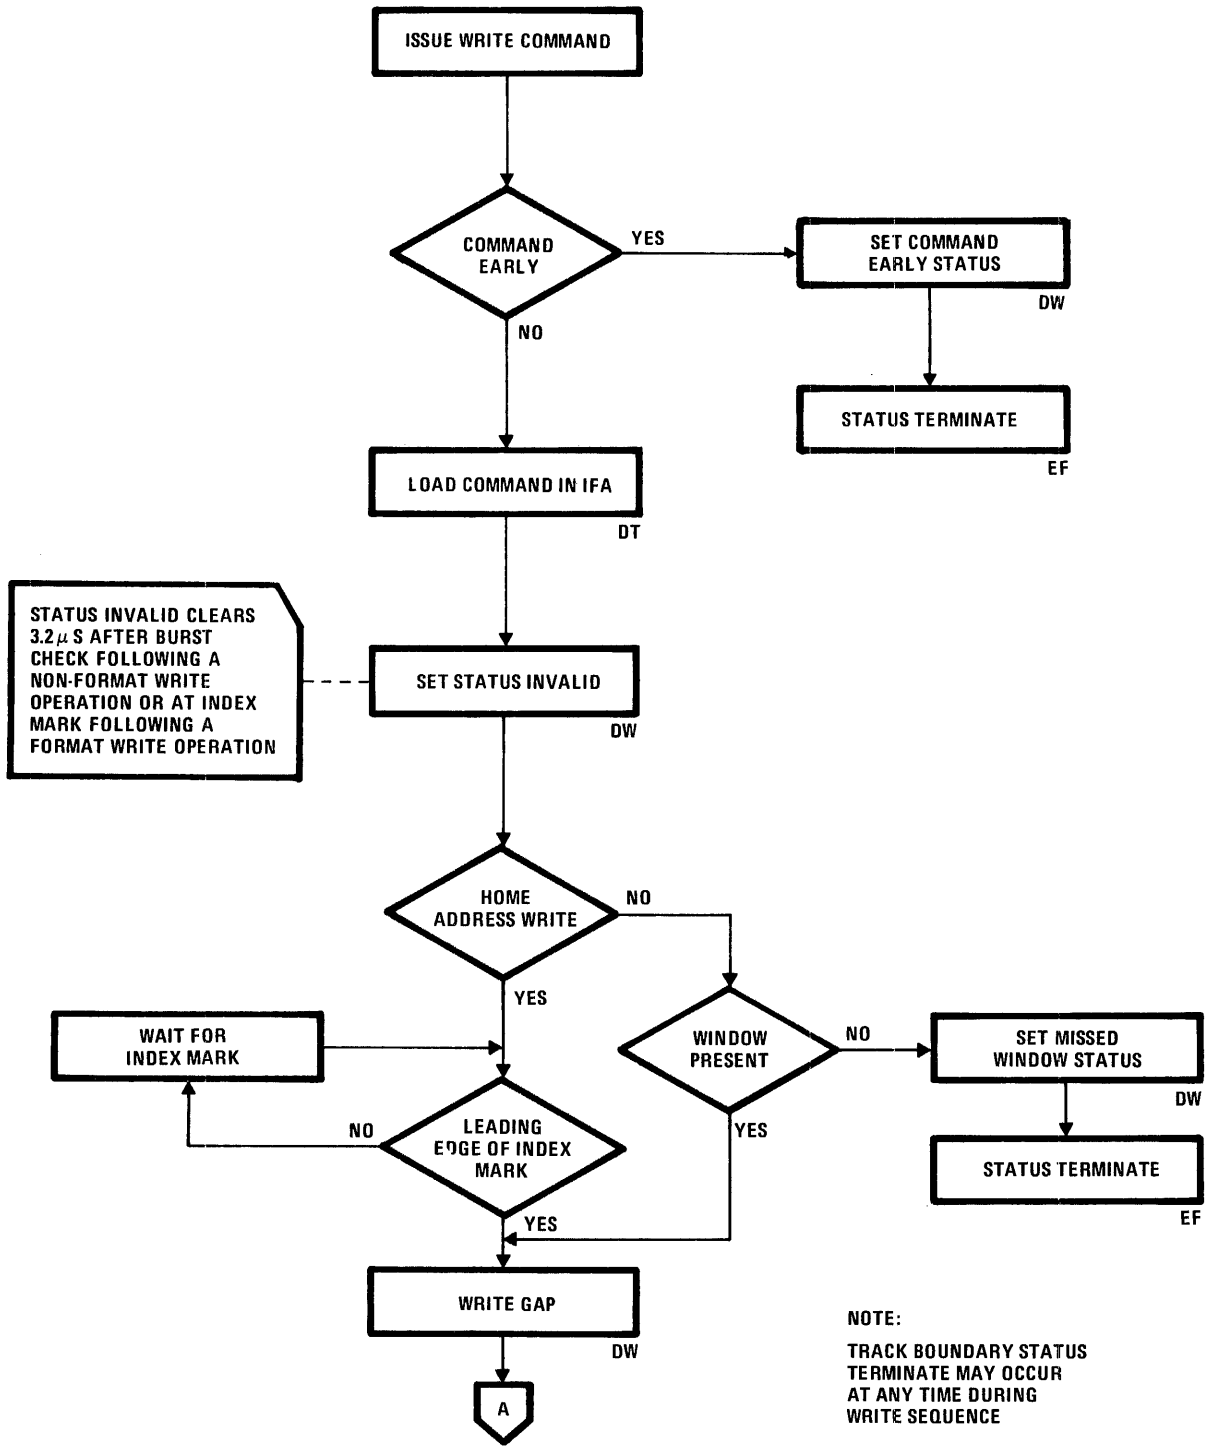 ISSUE WRITE COMMAND
COMMAND
EARLY
YES
SET COMMAND
EARLY STATUS
DW
NO
STATUS TERMINATE
EF
LOAD COMMAND IN IFA
DT
STATUS INVALID CLEARS
3.2 μ S AFTER BURST
CHECK FOLLOWING A
NON-FORMAT WRITE
OPERATION OR AT INDEX
MARK FOLLOWING A
FORMAT WRITE OPERATION
SET STATUS INVALID
DW
HOME
ADDRESS WRITE
NO
YES
WAIT FOR
INDEX MARK
WINDOW
PRESENT
NO
SET MISSED
WINDOW STATUS
DW
NO
LEADING
EDGE OF INDEX
MARK
YES
STATUS TERMINATE
EF
YES
WRITE GAP
DW
A
NOTE:
TRACK BOUNDARY STATUS
TERMINATE MAY OCCUR
AT ANY TIME DURING
WRITE SEQUENCE